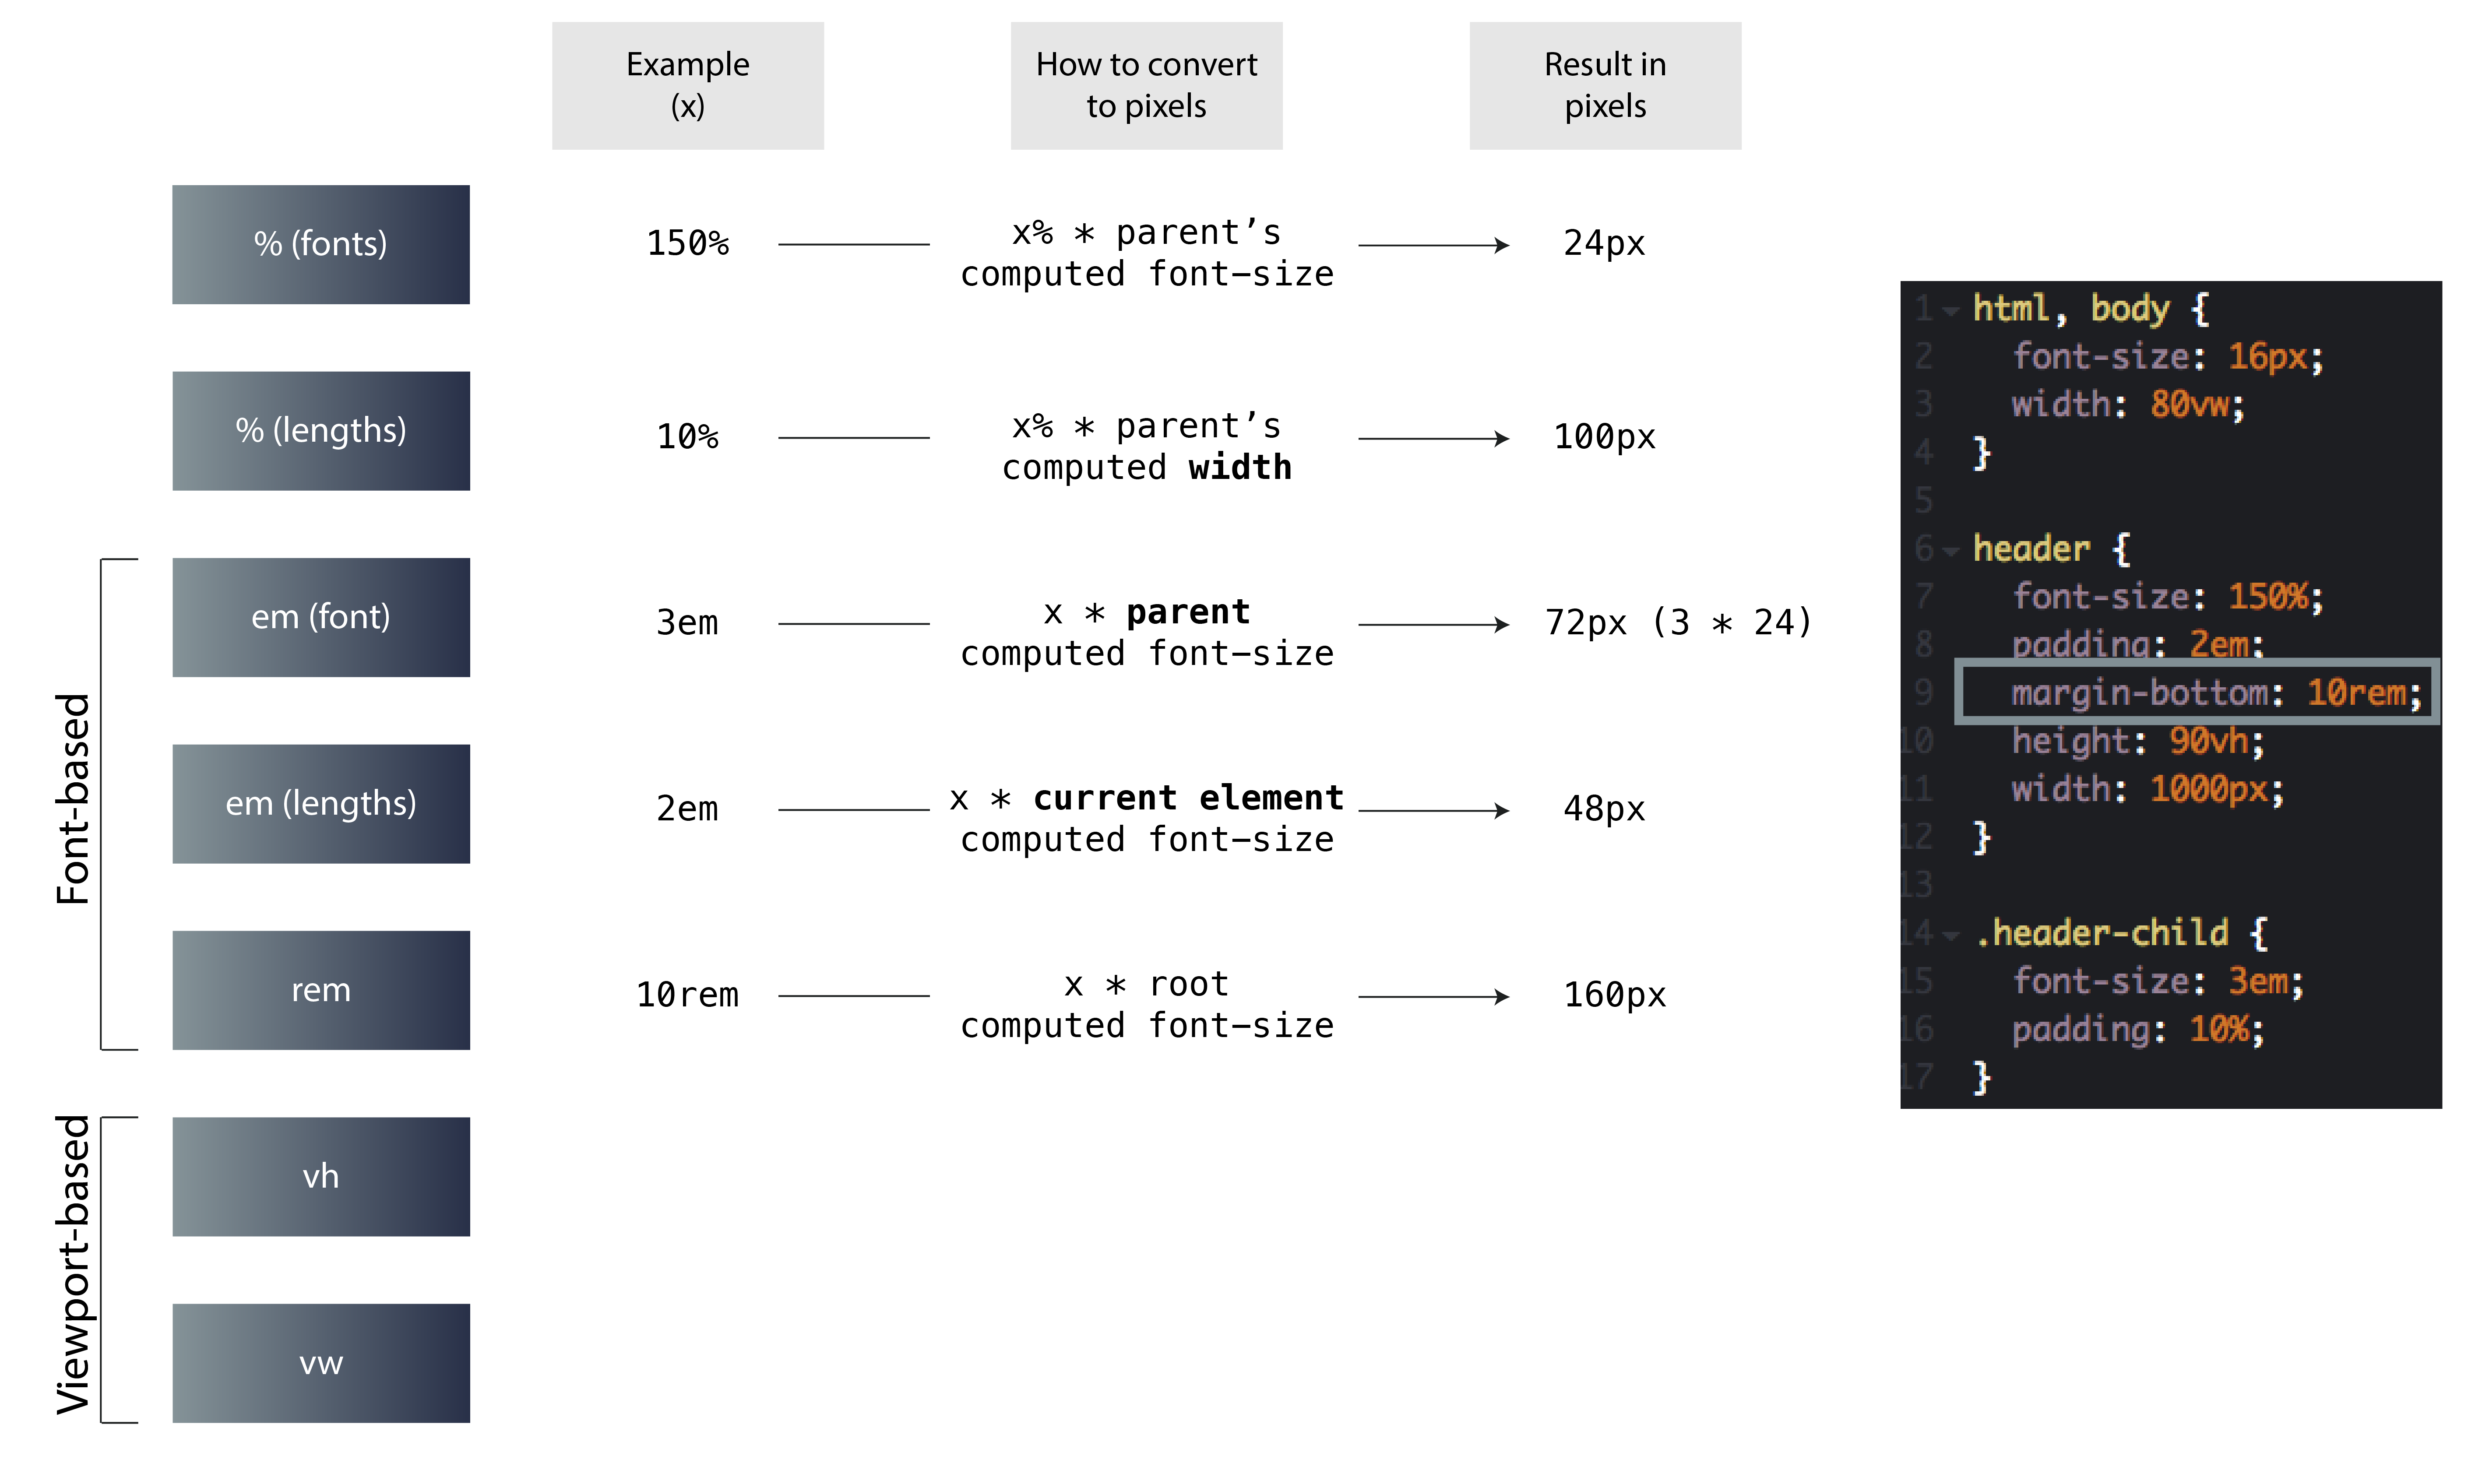 Example
(x)
How to convert
to pixels
Result in
pixels
% (fonts)
150%
x% * parent’s
computed font-size
24px
% (lengths)
10%
x% * parent’s
computed width
100px
Font-based
em (font)
3em
x * parent
computed font-size
72px (3 * 24)
em (lengths)
2em
x * current element
computed font-size
48px
rem
10rem
x * root
computed font-size
160px
Viewport-based
vh
vw
1 html, body {
2 font-size: 16px;
3 width: 80vw;
4 }
5
6 header {
7 font-size: 150%;
8 padding: 2em;
9 margin-bottom: 10rem;
10 height: 90vh;
11 width: 1000px;
12 }
13
14 .header-child {
15 font-size: 3em;
16 padding: 10%;
17 }